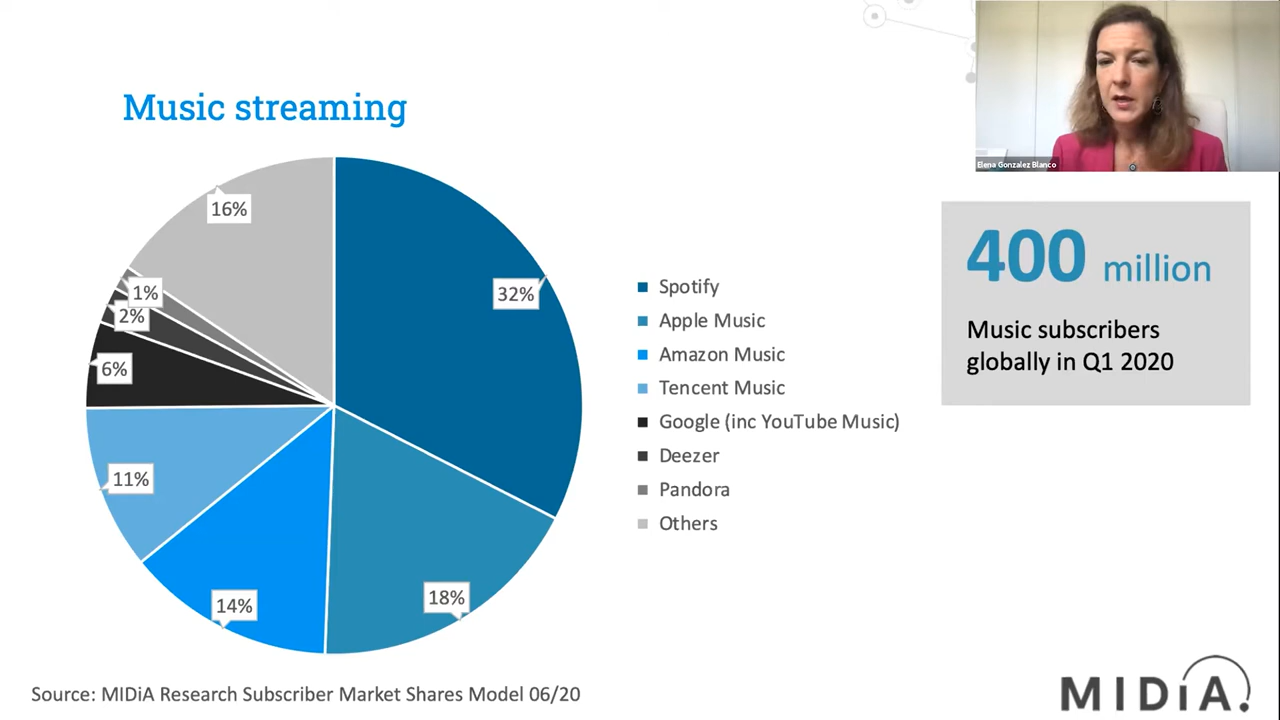 Music streaming
Elena Gonzalez Blanco
16%
1%
2%
6%
11%
14%
18%
32%
Spotify
Apple Music
Amazon Music
Tencent Music
Google (inc YouTube Music)
Deezer
Pandora
Others
400 million
Music subscribers
globally in Q1 2020
Source: MIDiA Research Subscriber Market Shares Model 06/20
MIDiA.